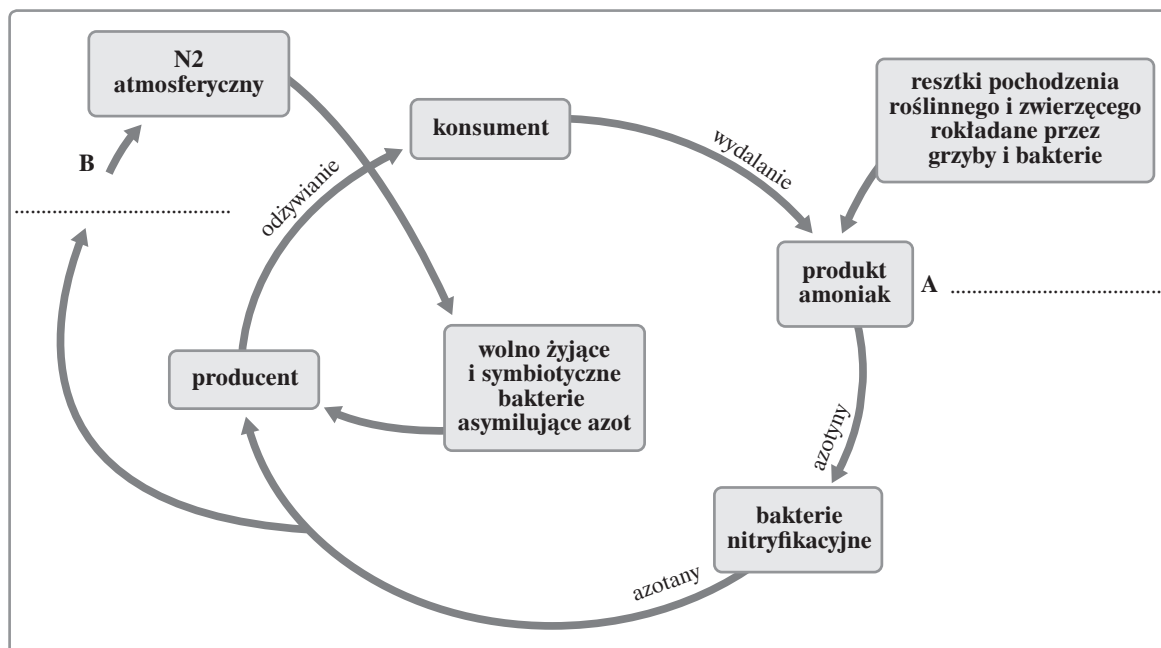 N2
atmosferyczny
konsument
wydalanie
resztki pochodzenia
roślinnego i zwierzęcego
rokładane przez
grzyby i bakterie
B
..............................................
odżywianie
produkt
amoniak
A ..............................................
producent
wolno żyjące
i symbiotyczne
bakterie
asymilujące azot
azotyny
bakterie
nitryfikacyjne
azotany